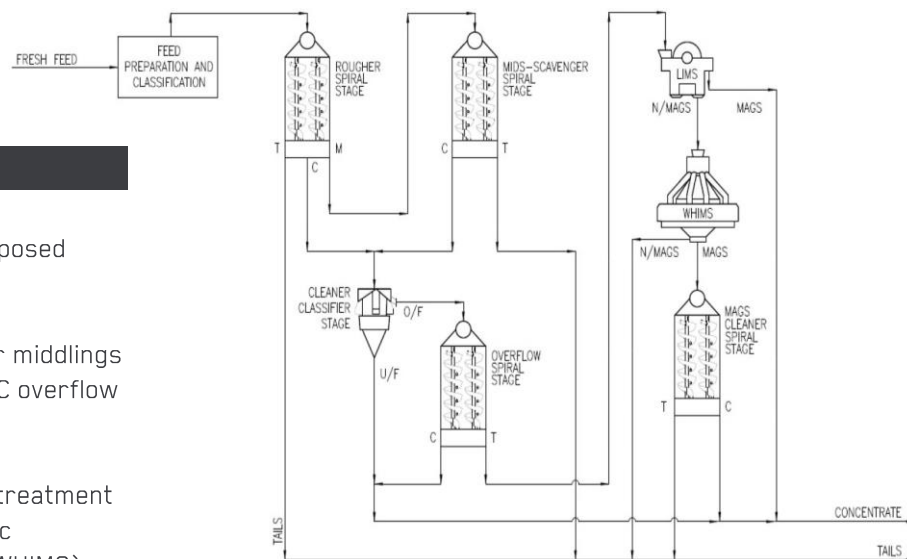 FRESH FEED
FEED
PREPARATION AND
CLASSIFICATION
ROUGHER
SPIRAL
STAGE
T
M
C
MIDS-SCAVENGER
SPIRAL
STAGE
C
T
LIMS
N/MAGS
MAGS
WHIMS
N/MAGS
MAGS
CLEANER
CLASSIFIER
STAGE
O/F
U/F
OVERFLOW
SPIRAL
STAGE
C
T
MAGS
CLEANER
SPIRAL
STAGE
T
C
CONCENTRATE
TAILS
TAILS
posed
middlings
C overflow
treatment